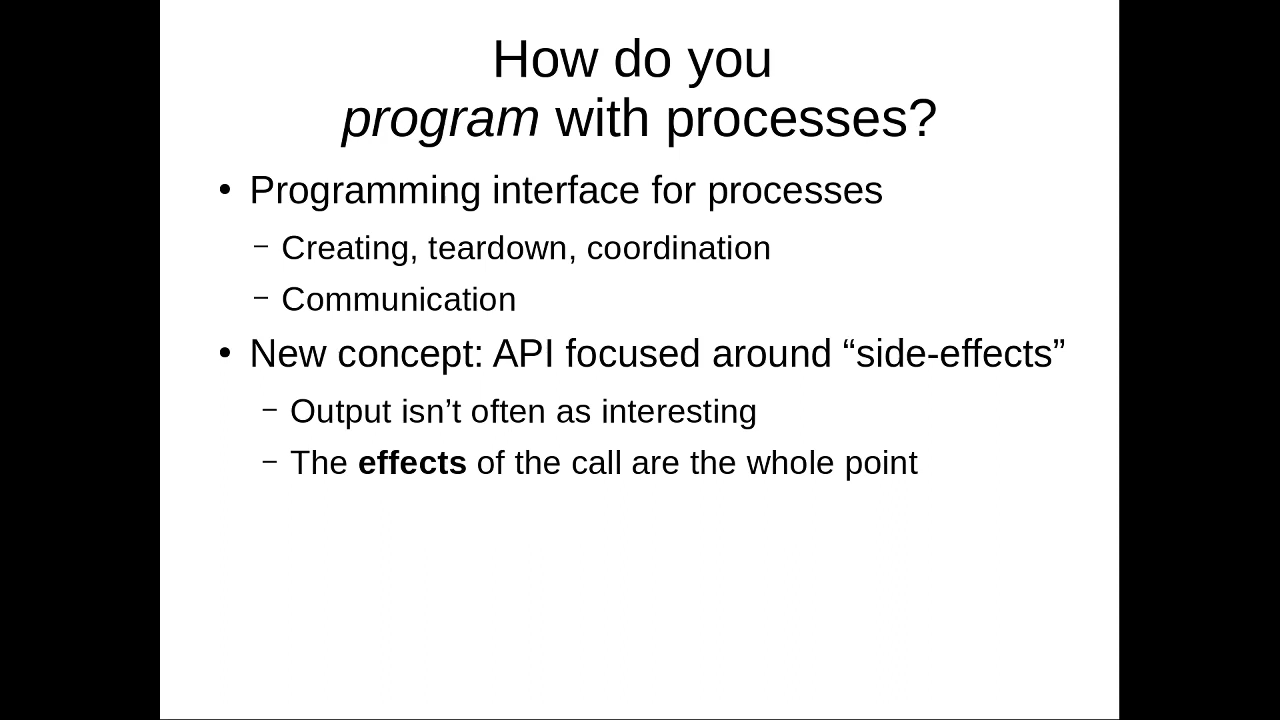 How do you
program with processes?
• Programming interface for processes
– Creating, teardown, coordination
– Communication
• New concept: API focused around “side-effects”
– Output isn’t often as interesting
– The effects of the call are the whole point